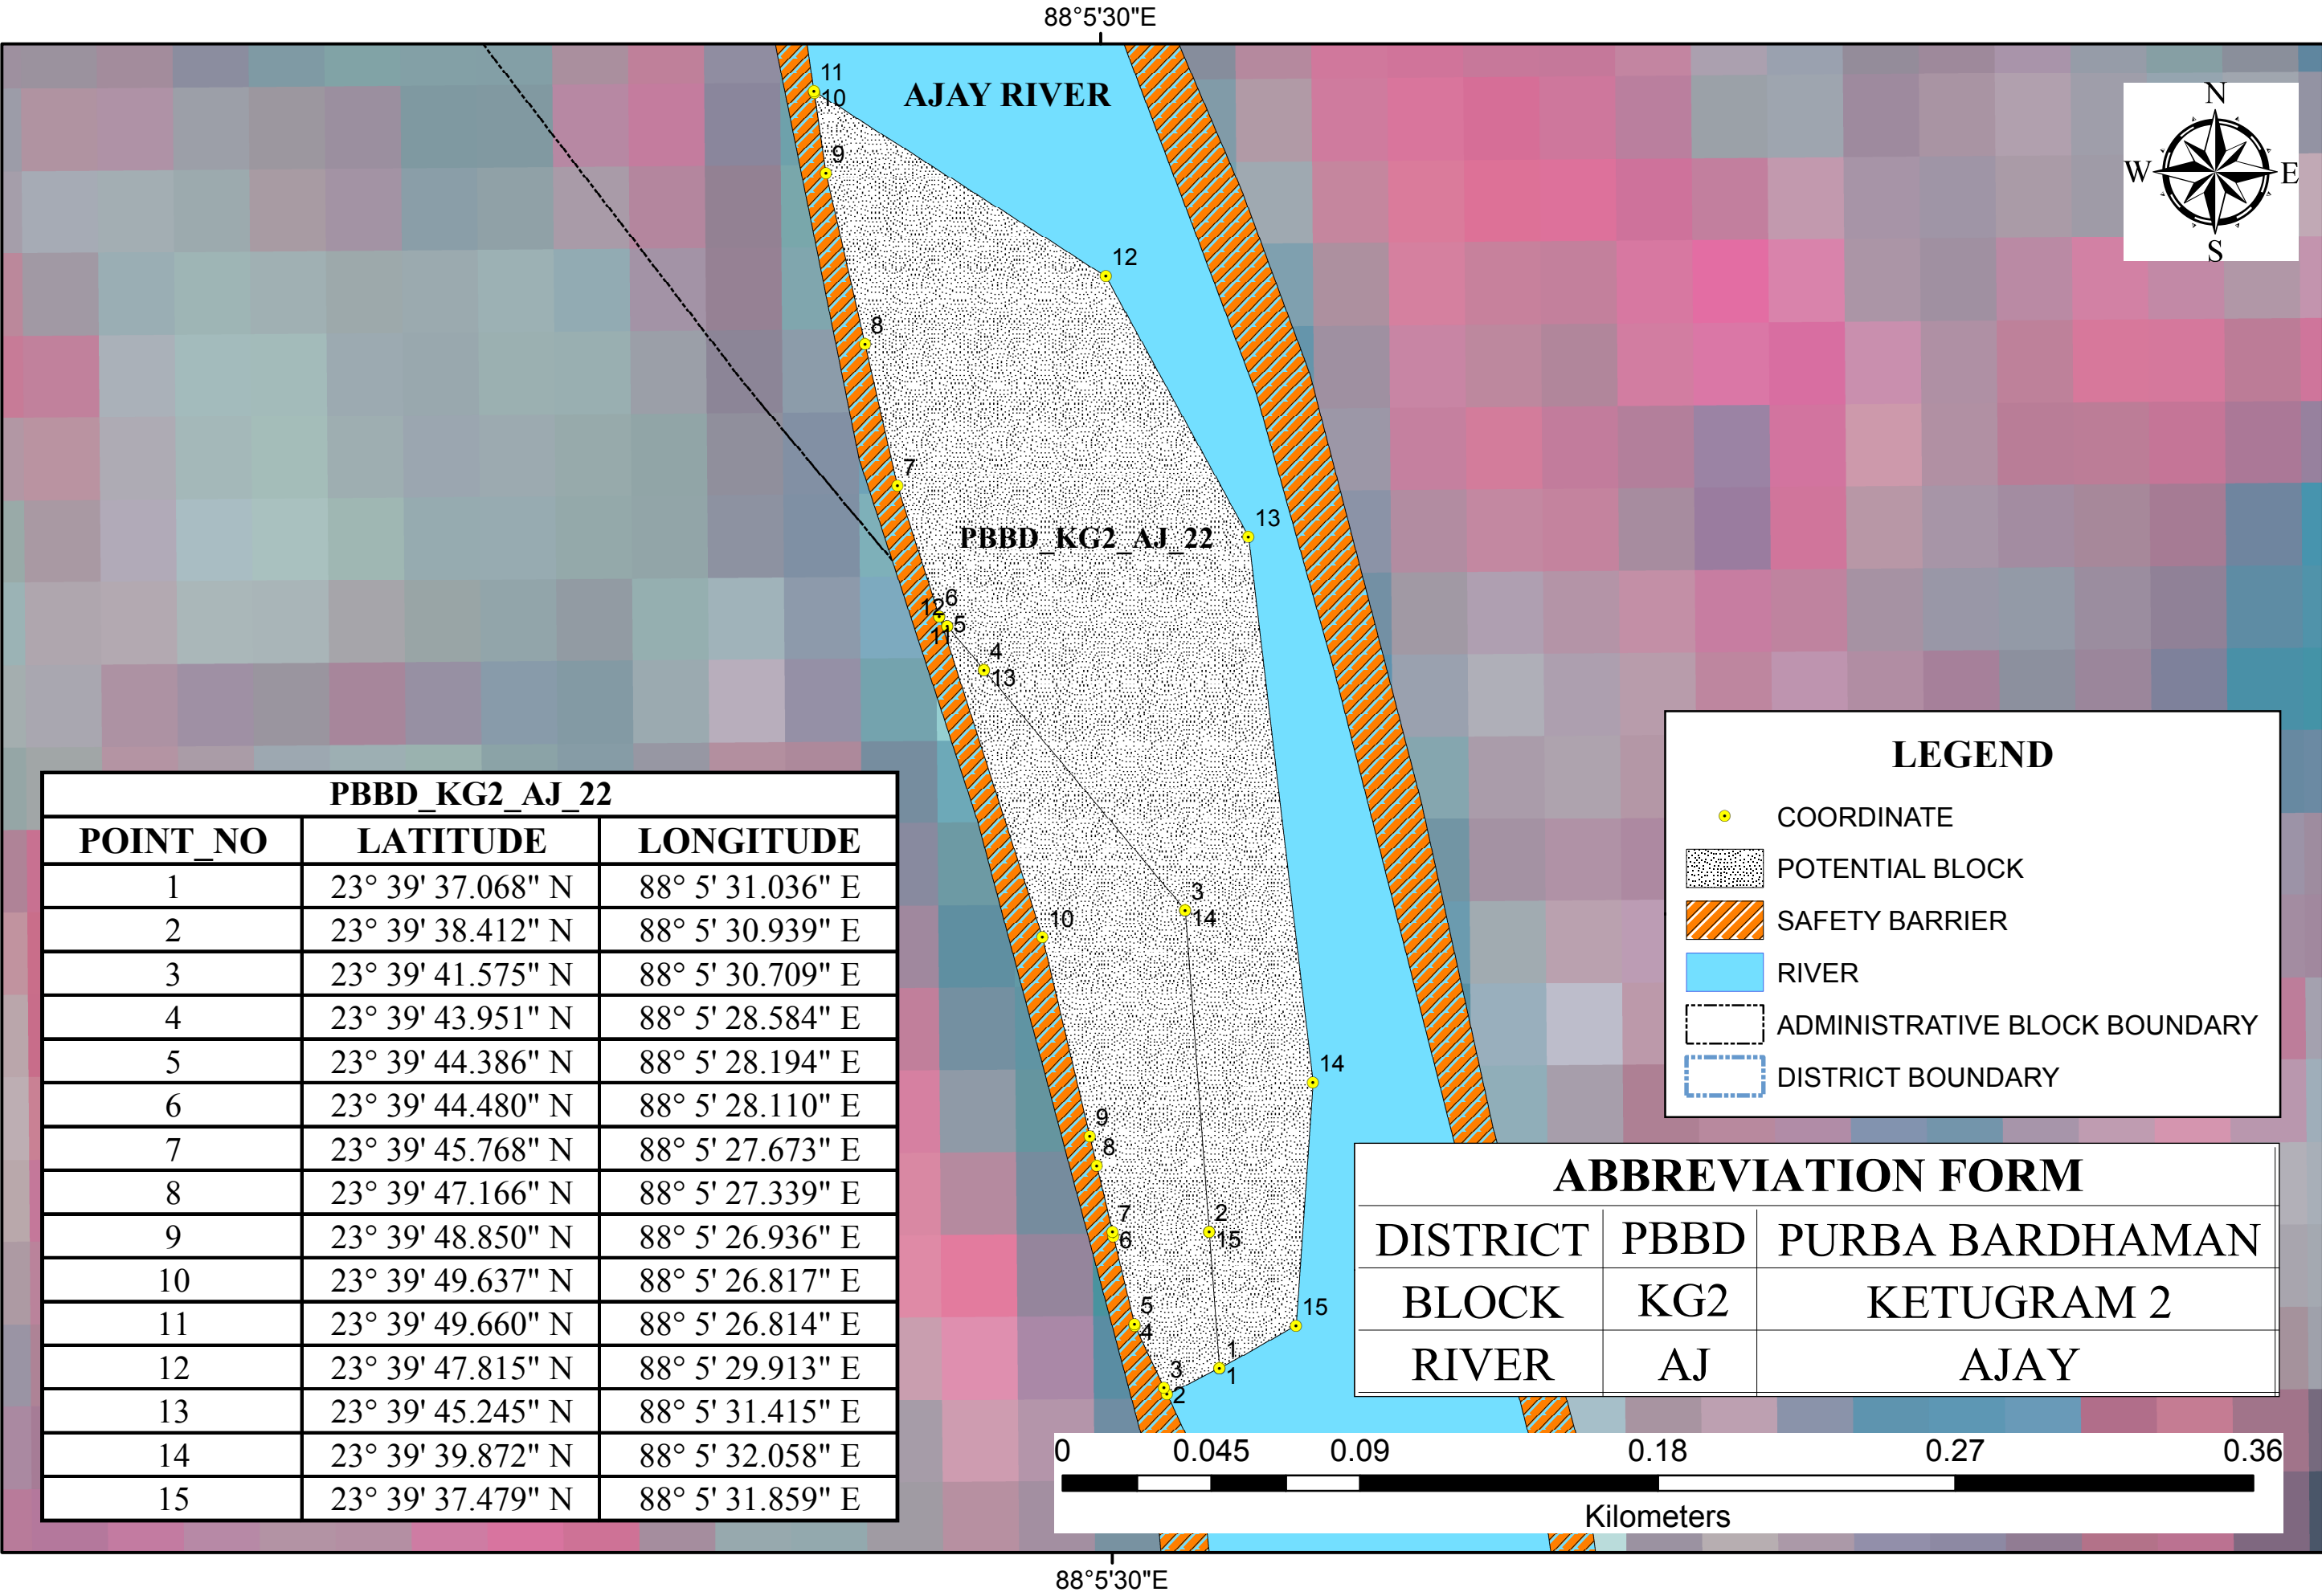 88°5'30"E
11
10
AJAY RIVER
N
W E
S
9
12
8
7
13
PBBD_KG2_AJ_22
6
12
5
11
4
13
3
14
10
14
9
8
2
15
7
6
5
4
15
1
1
3
2
PBBD_KG2_AJ_22
POINT_NO LATITUDE LONGITUDE
1 23° 39' 37.068" N 88° 5' 31.036" E
2 23° 39' 38.412" N 88° 5' 30.939" E
3 23° 39' 41.575" N 88° 5' 30.709" E
4 23° 39' 43.951" N 88° 5' 28.584" E
5 23° 39' 44.386" N 88° 5' 28.194" E
6 23° 39' 44.480" N 88° 5' 28.110" E
7 23° 39' 45.768" N 88° 5' 27.673" E
8 23° 39' 47.166" N 88° 5' 27.339" E
9 23° 39' 48.850" N 88° 5' 26.936" E
10 23° 39' 49.637" N 88° 5' 26.817" E
11 23° 39' 49.660" N 88° 5' 26.814" E
12 23° 39' 47.815" N 88° 5' 29.913" E
13 23° 39' 45.245" N 88° 5' 31.415" E
14 23° 39' 39.872" N 88° 5' 32.058" E
15 23° 39' 37.479" N 88° 5' 31.859" E
LEGEND
COORDINATE
POTENTIAL BLOCK
SAFETY BARRIER
RIVER
ADMINISTRATIVE BLOCK BOUNDARY
DISTRICT BOUNDARY
ABBREVIATION FORM
DISTRICT PBBD PURBA BARDHAMAN
BLOCK KG2 KETUGRAM 2
RIVER AJ AJAY
0 0.045 0.09 0.18 0.27 0.36
Kilometers
88°5'30"E